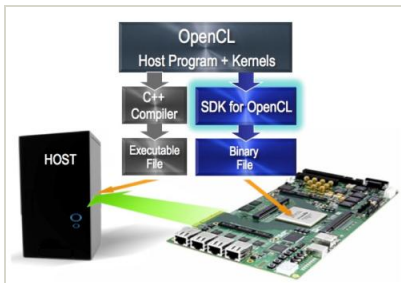 OpenCL
Host Program + Kernels
C++
Compiler
SDK for OpenCL
Executable
File
Binary
File
HOST